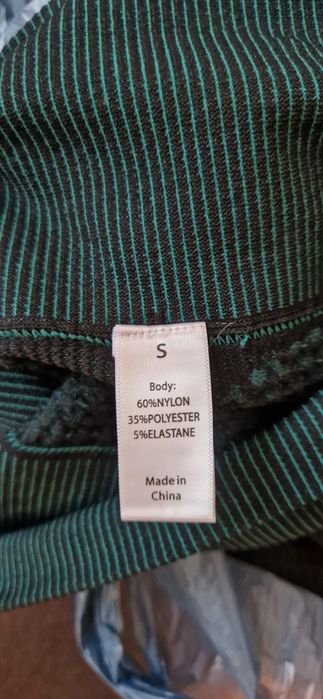 S
Body:
60%NYLON
35%POLYESTER
5%ELASTANE
Made in
China